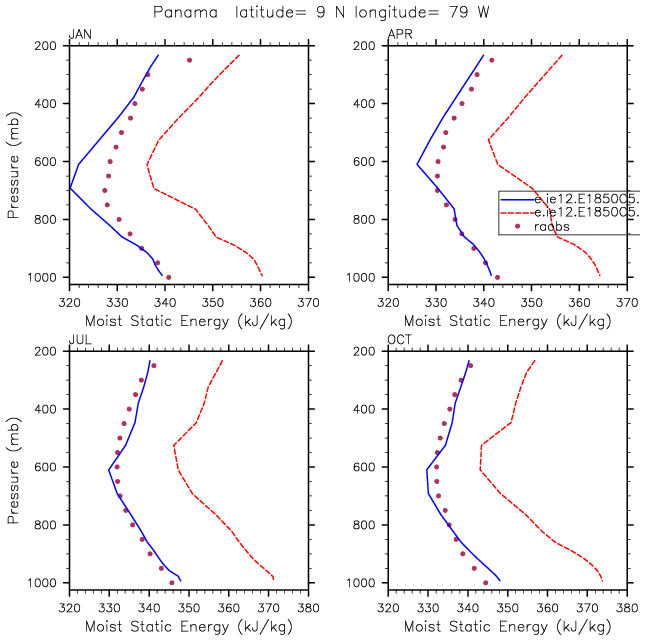 Panama latitude= 9 N longitude= 79 W
JAN
200
400
600
800
1000
Pressure (mb)
320 330 340 350 360 370
Moist Static Energy (kJ/kg)
APR
200
400
600
800
1000
320 330 340 350 360 370
Moist Static Energy (kJ/kg)
e.ie12.E1850C5.
e.ie12.E1850C5.
raobs
JUL
200
400
600
800
1000
Pressure (mb)
320 330 340 350 360 370 380
Moist Static Energy (kJ/kg)
OCT
200
400
600
800
1000
320 330 340 350 360 370 380
Moist Static Energy (kJ/kg)